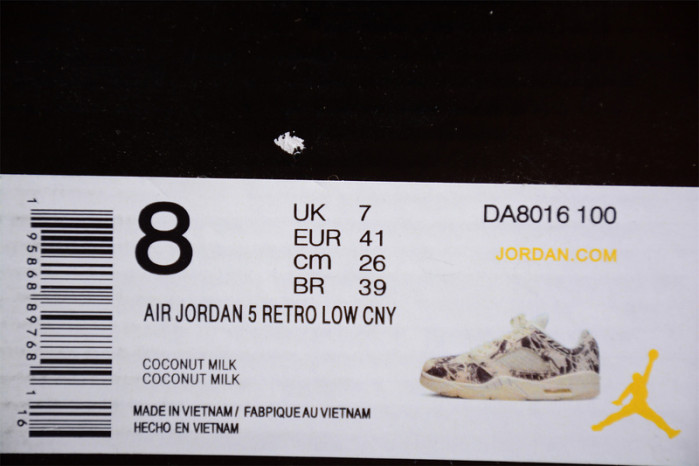 8
UK 7
EUR 41
cm 26
BR 39
DA8016 100
JORDAN.COM
AIR JORDAN 5 RETRO LOW CNY
COCONUT MILK
COCONUT MILK
MADE IN VIETNAM / FABPIQUE AU VIETNAM
HECHO EN VIETNAM
1 95868 89768 1 16